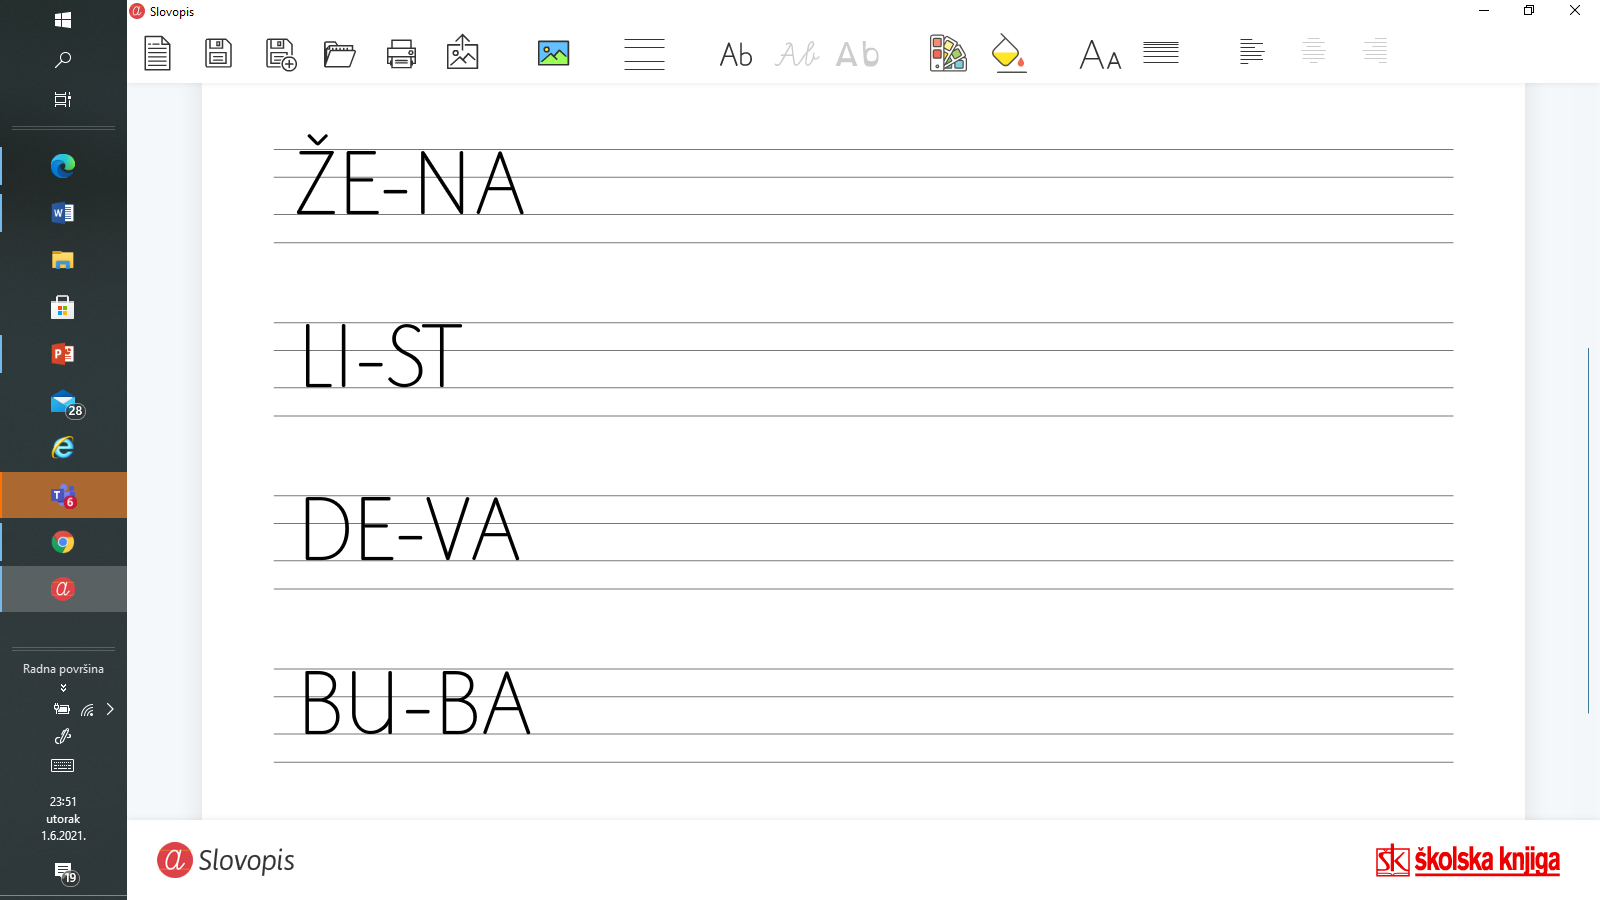 Slovopis
Ab Ab Ab
AA
ŽE-NA
LI-ST
DE-VA
BU-BA
28
6
Radna površina
23:51
utorak
1.6.2021.
19
a Slovopis
ŠK školska knjiga